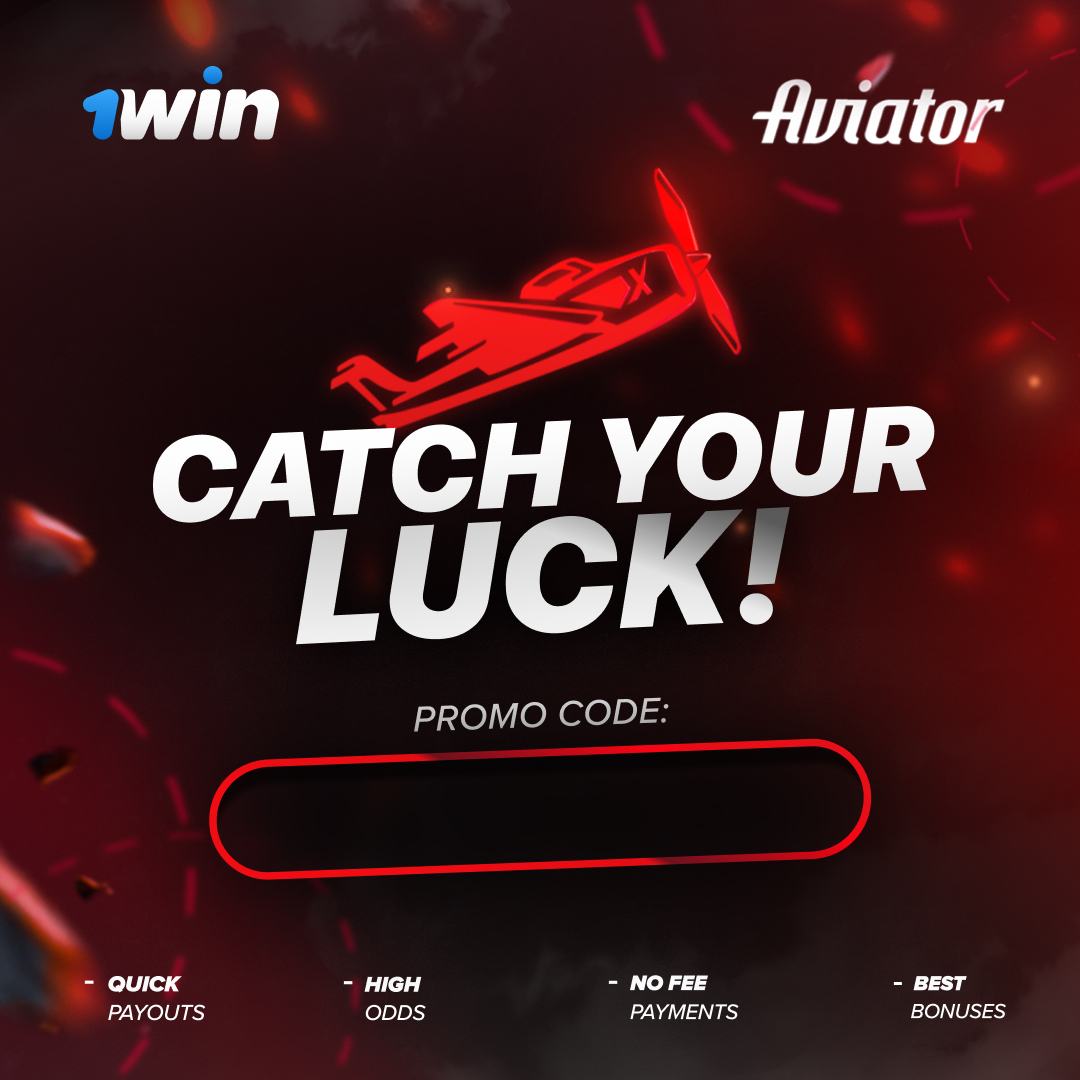 1win
Aviator
X
CATCH YOUR
LUCK!
PROMO CODE:
- QUICK
PAYOUTS
- HIGH
ODDS
- NO FEE
PAYMENTS
- BEST
BONUSES